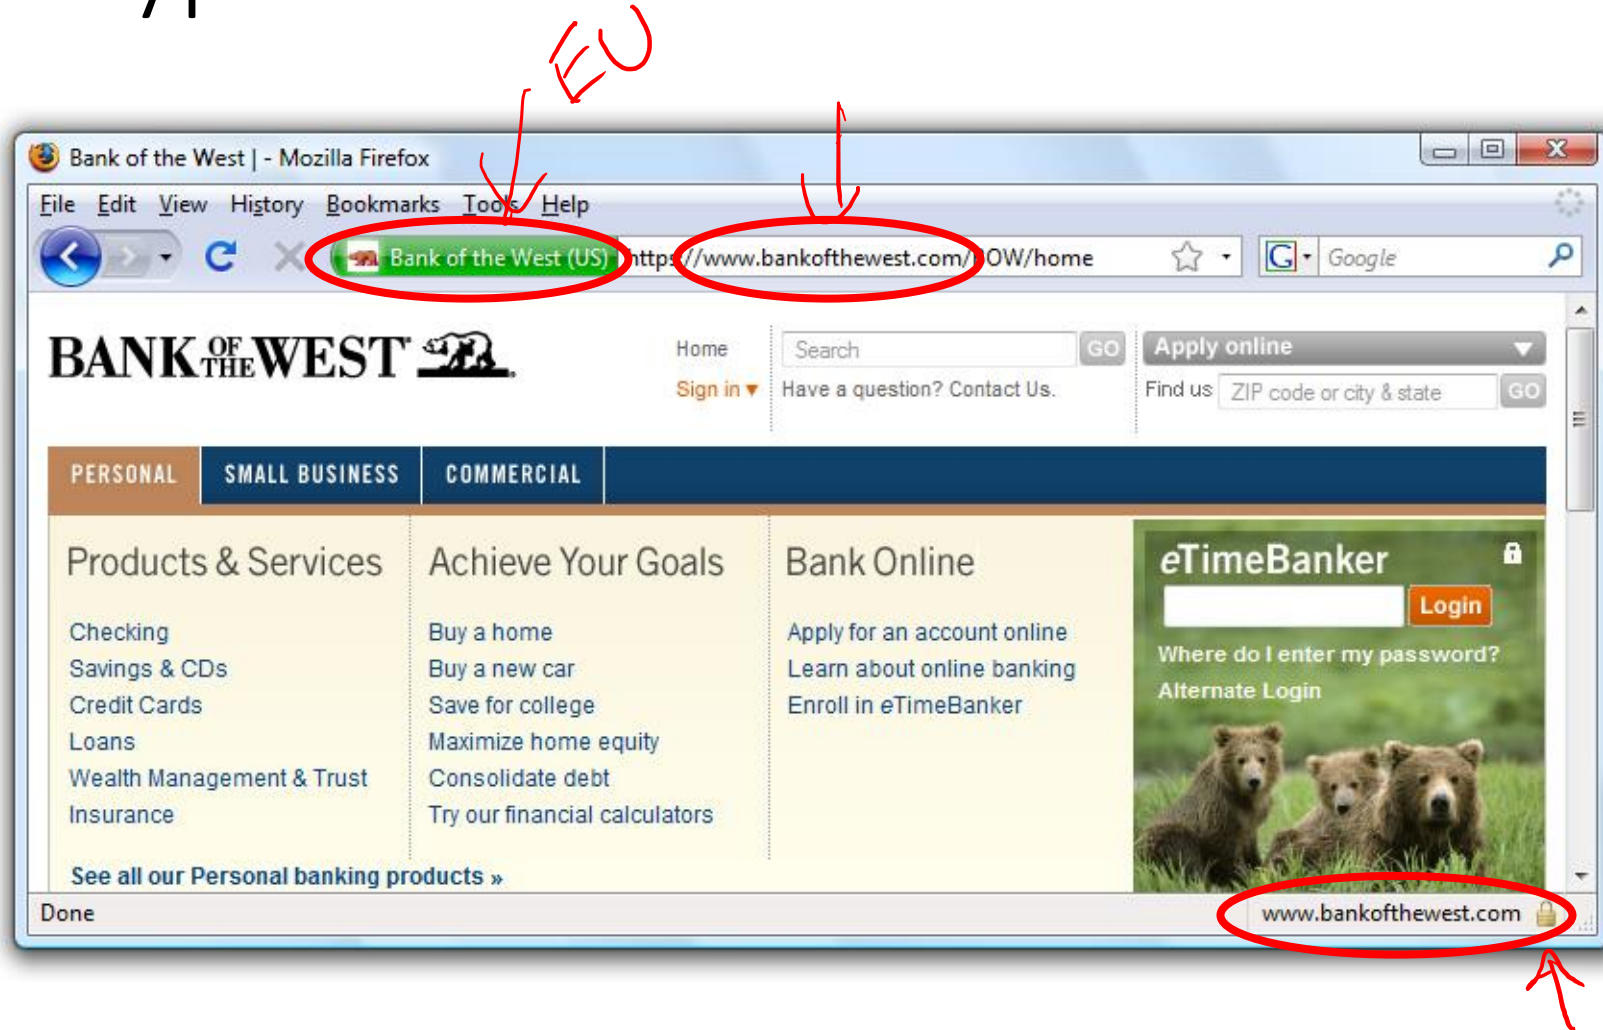 EU
Bank of the West | - Mozilla Firefox
File Edit View History Bookmarks Tools Help
Bank of the West (US) https://www.bankofthewest.com/BOW/home Google
BANK OF THE WEST
Home Search GO Apply online
Sign in Have a question? Contact Us. Find us ZIP code or city & state GO
PERSONAL SMALL BUSINESS COMMERCIAL
Products & Services
Checking
Savings & CDs
Credit Cards
Loans
Wealth Management & Trust
Insurance
See all our Personal banking products »
Achieve Your Goals
Buy a home
Buy a new car
Save for college
Maximize home equity
Consolidate debt
Try our financial calculators
Bank Online
Apply for an account online
Learn about online banking
Enroll in eTimeBanker
eTimeBanker
Login
Where do I enter my password?
Alternate Login
Done www.bankofthewest.com